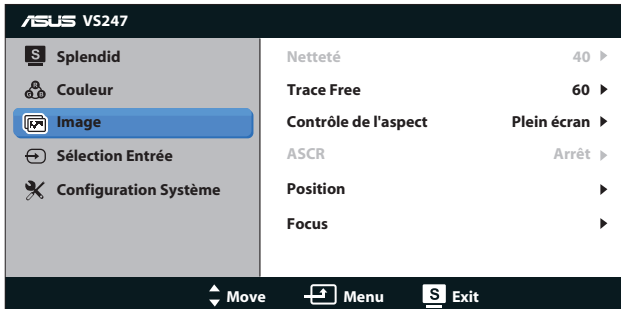 ASUS VS247
S Splendid
Couleur
Image
Sélection Entrée
Configuration Système
Netteté 40
Trace Free 60
Contrôle de l'aspect Plein écran
ASCR Arrêt
Position
Focus
Move Menu S Exit